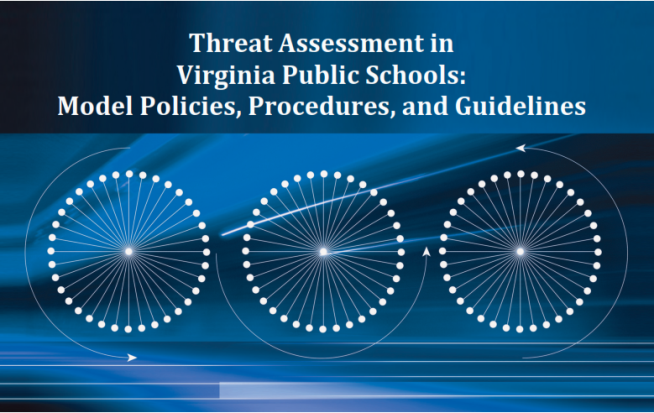 Threat Assessment in
Virginia Public Schools:
Model Policies, Procedures, and Guidelines